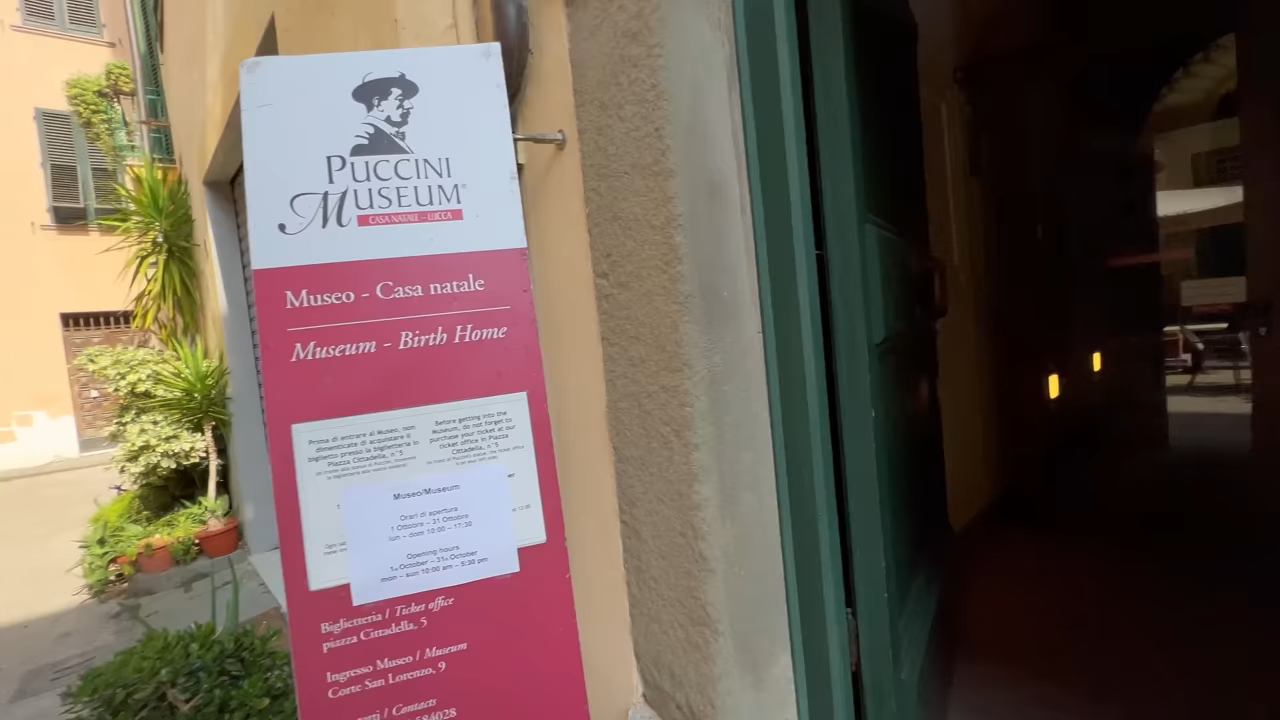 PUCCINI
MUSEUM®
CASA NATALE - LUCCA
Museo - Casa natale
Museum - Birth Home
Prima di entrare al Museo, non
dimenticate di acquistare il
biglietto presso la biglietteria in
Piazza Cittadella, n°5
Before getting into the
Museum, do not forget to
purchase your ticket at our
ticket office in Piazza
Cittadella, n°5
Museo/Museum
Orari di apertura
1 Ottobre – 31 Ottobre
lun – dom 10:00 – 17:30
Opening hours
1st October – 31st October
mon – sun 10:00 am – 5:30 pm
Biglietteria / Ticket office
piazza Cittadella, 5
Ingresso Museo / Museum
Corte San Lorenzo, 9
/ Contacts
584028